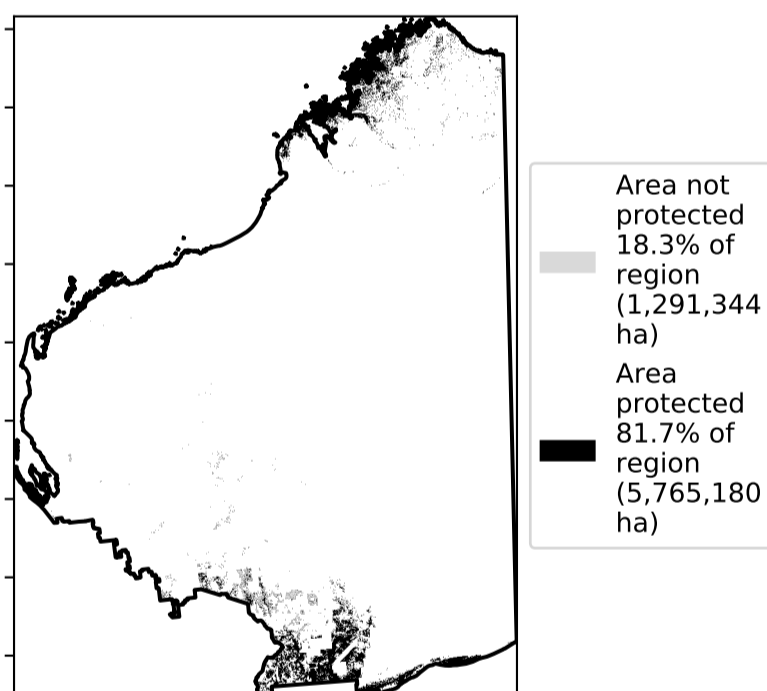 Area not
protected
18.3% of
region
(1,291,344
ha)
Area
protected
81.7% of
region
(5,765,180
ha)